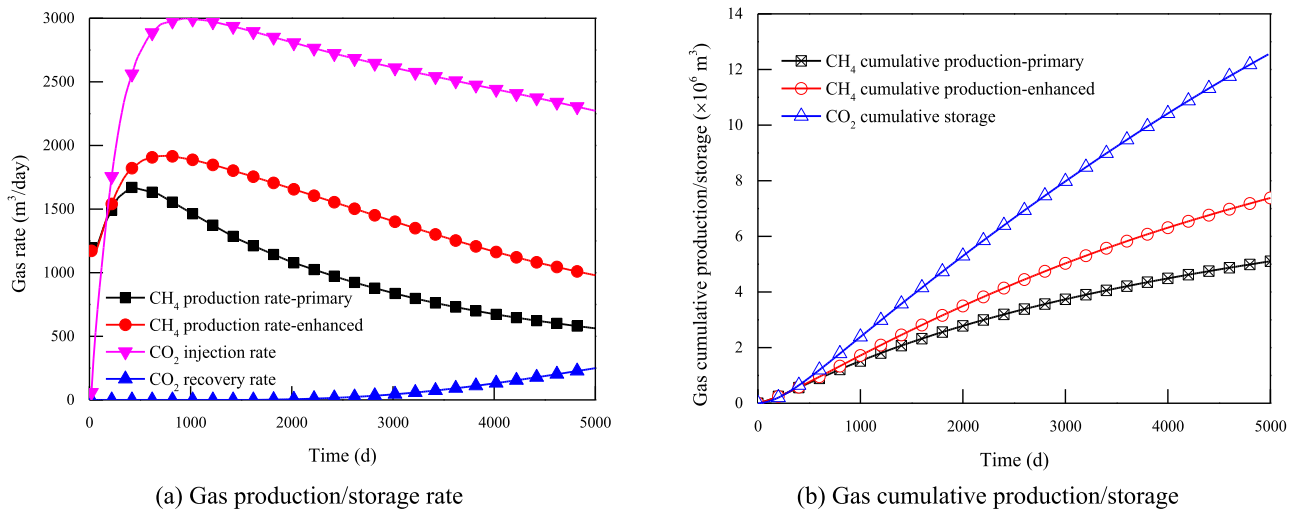 3000
2500
2000
1500
1000
500
0
Gas rate (m³/day)
CH₄ production rate-primary
CH₄ production rate-enhanced
CO₂ injection rate
CO₂ recovery rate
0 1000 2000 3000 4000 5000
Time (d)
(a) Gas production/storage rate
14
12
10
8
6
4
2
0
Gas cumulative production/storage (×10⁶ m³)
CH₄ cumulative production-primary
CH₄ cumulative production-enhanced
CO₂ cumulative storage
0 1000 2000 3000 4000 5000
Time (d)
(b) Gas cumulative production/storage